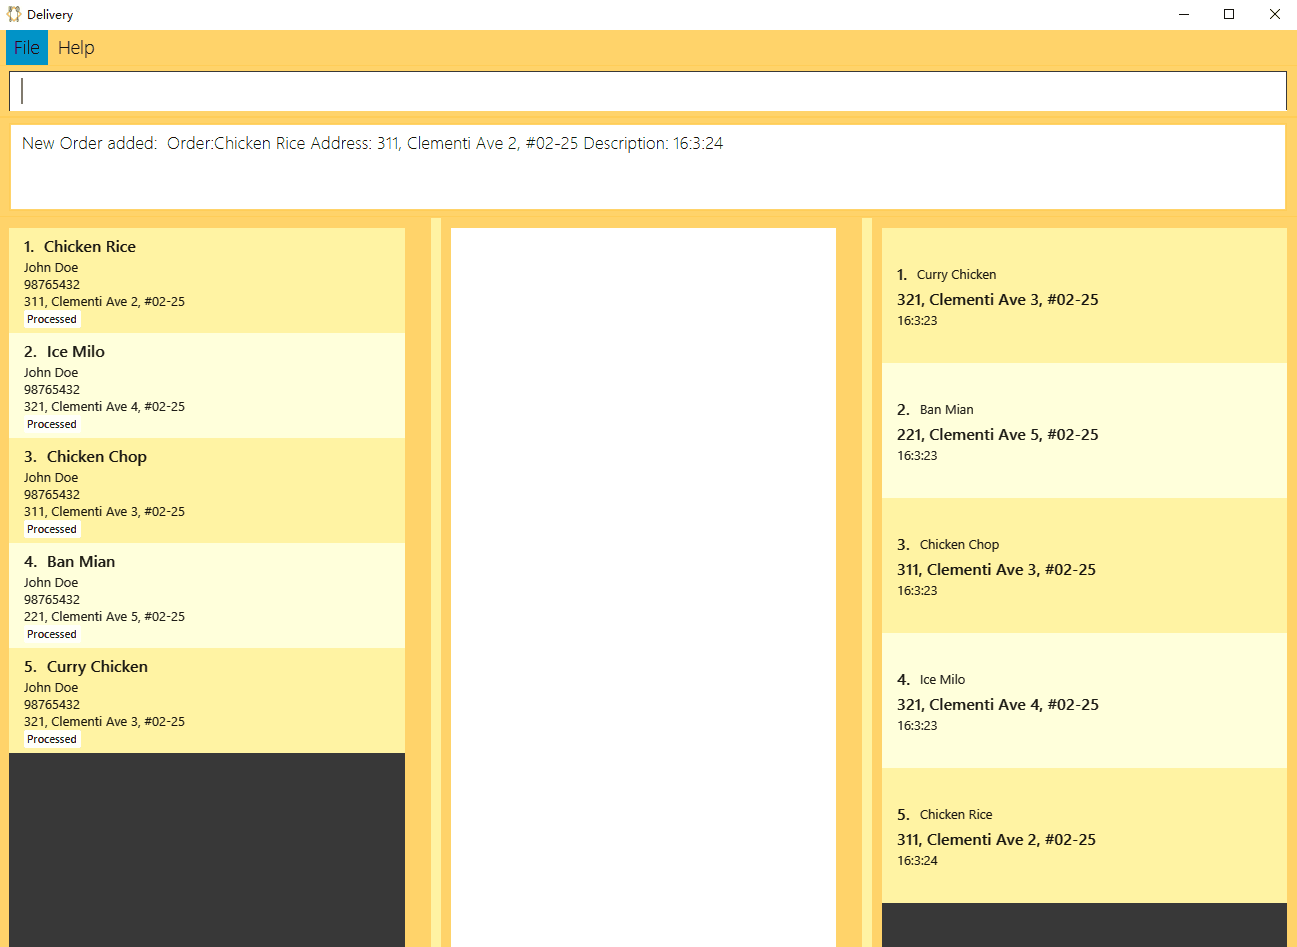 Delivery
File Help
New Order added:  Order:Chicken Rice Address: 311, Clementi Ave 2, #02-25 Description: 16:3:24
1. Chicken Rice
John Doe
98765432
311, Clementi Ave 2, #02-25
Processed
2. Ice Milo
John Doe
98765432
321, Clementi Ave 4, #02-25
Processed
3. Chicken Chop
John Doe
98765432
311, Clementi Ave 3, #02-25
Processed
4. Ban Mian
John Doe
98765432
221, Clementi Ave 5, #02-25
Processed
5. Curry Chicken
John Doe
98765432
321, Clementi Ave 3, #02-25
Processed
1. Curry Chicken
321, Clementi Ave 3, #02-25
16:3:23
2. Ban Mian
221, Clementi Ave 5, #02-25
16:3:23
3. Chicken Chop
311, Clementi Ave 3, #02-25
16:3:23
4. Ice Milo
321, Clementi Ave 4, #02-25
16:3:23
5. Chicken Rice
311, Clementi Ave 2, #02-25
16:3:24